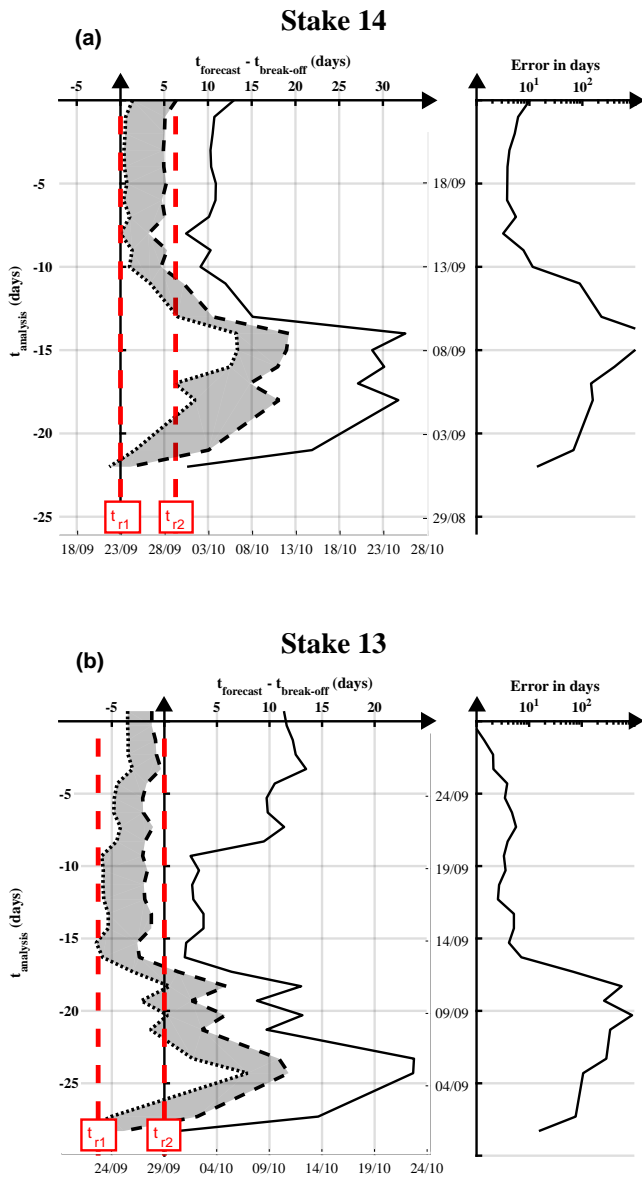 Stake 14
(a)
t_forecast - t_break-off (days)
Error in days
-5 5 10 15 20 25 30 35
10^1 10^2
-5
-10
-15
-20
-25
t_analysis (days)
18/09
13/09
08/09
03/09
29/08
t_r1
t_r2
18/09 23/09 28/09 03/10 08/10 13/10 18/10 23/10 28/10
Stake 13
(b)
t_forecast - t_break-off (days)
Error in days
-5 5 10 15 20
10^1 10^2
-5
-10
-15
-20
-25
t_analysis (days)
24/09
19/09
14/09
09/09
04/09
t_r1
t_r2
24/09 29/09 04/10 09/10 14/10 19/10 24/10